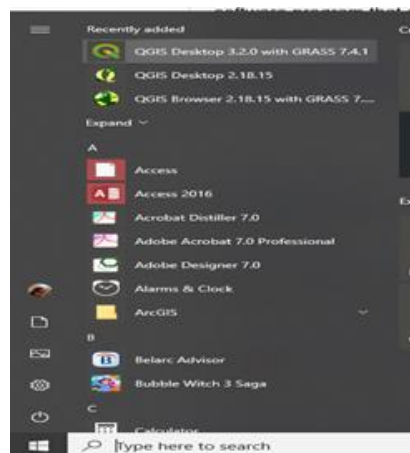 Recently added
QGIS Desktop 3.2.0 with GRASS 7.4.1
QGIS Desktop 2.18.15
QGIS Browser 2.18.15 with GRASS 7....
Expand
A
Access
Access 2016
Acrobat Distiller 7.0
Adobe Acrobat 7.0 Professional
Adobe Designer 7.0
Alarms & Clock
ArcGIS
B
Belarc Advisor
Bubble Witch 3 Saga
C
Calculator
Type here to search